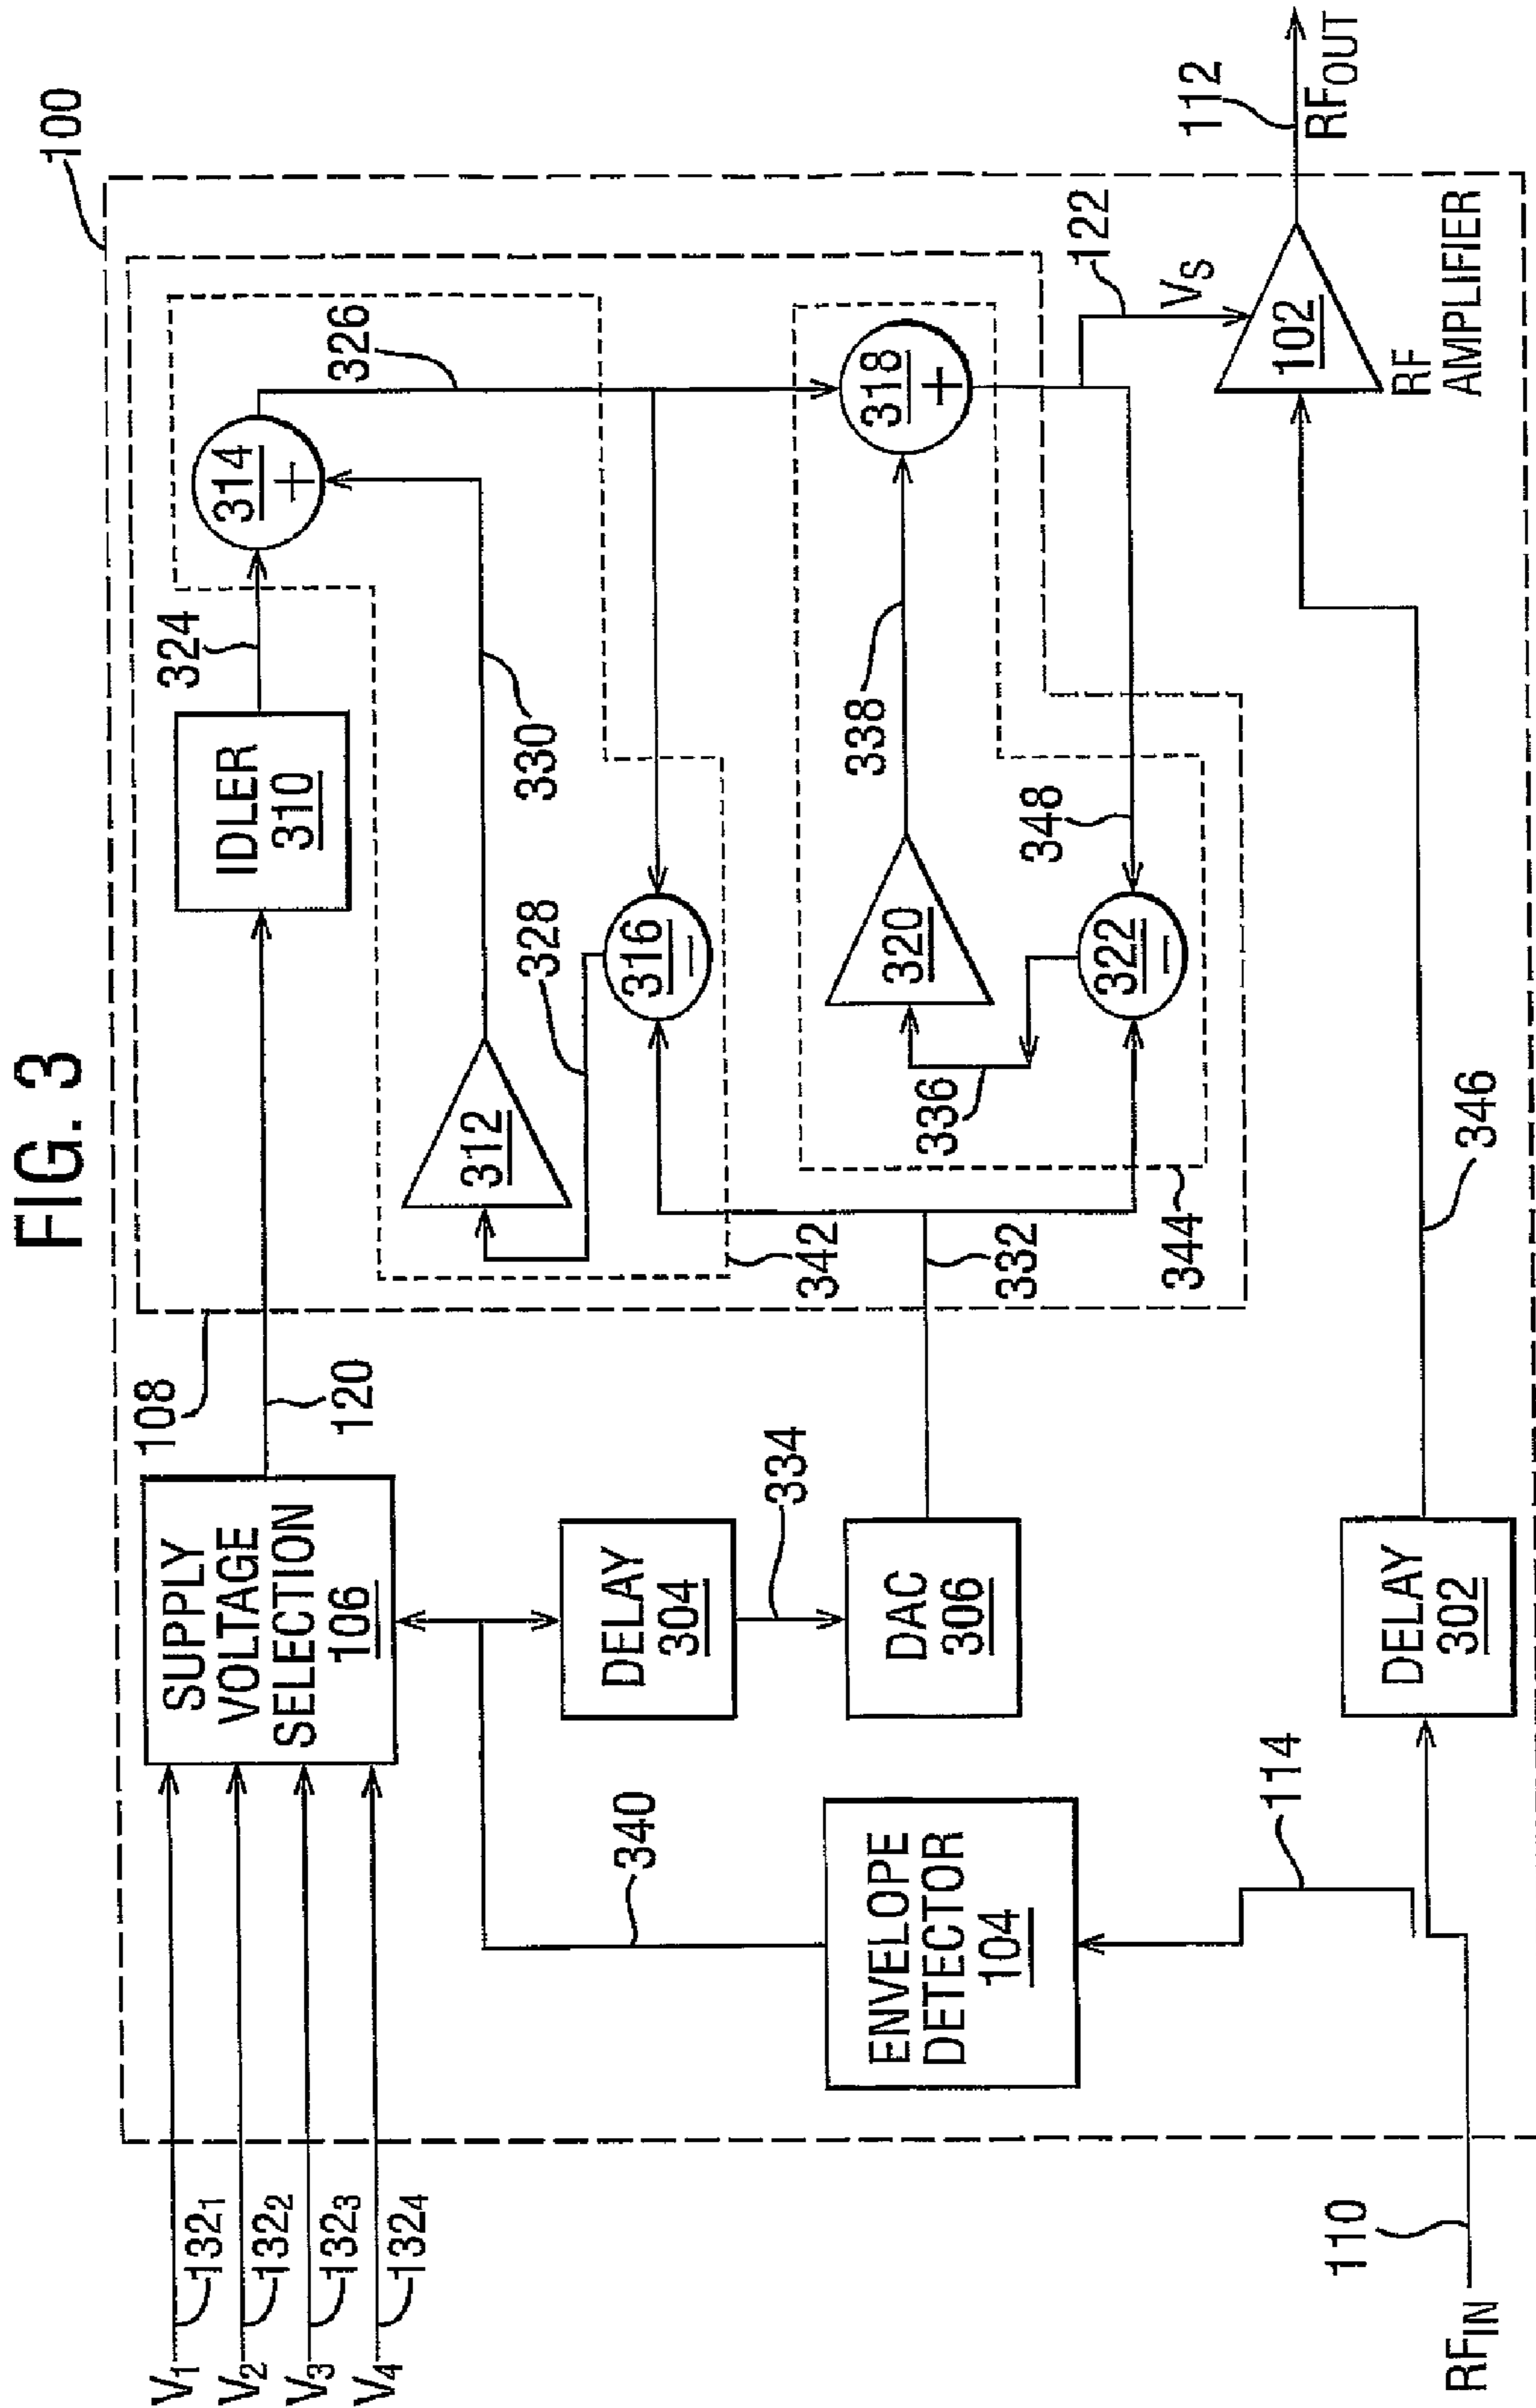 FIG. 3
100
V1
132₁
V2
132₂
V3
132₃
V4
132₄
SUPPLY
VOLTAGE
SELECTION
106
120
108
IDLER
310
324
314
+
326
312
330
328
316
−
342
340
DELAY
304
334
DAC
306
332
344
336
320
338
318
+
322
−
348
122
VS
ENVELOPE
DETECTOR
104
114
110
RFIN
DELAY
302
346
102
RF
AMPLIFIER
112
RFOUT